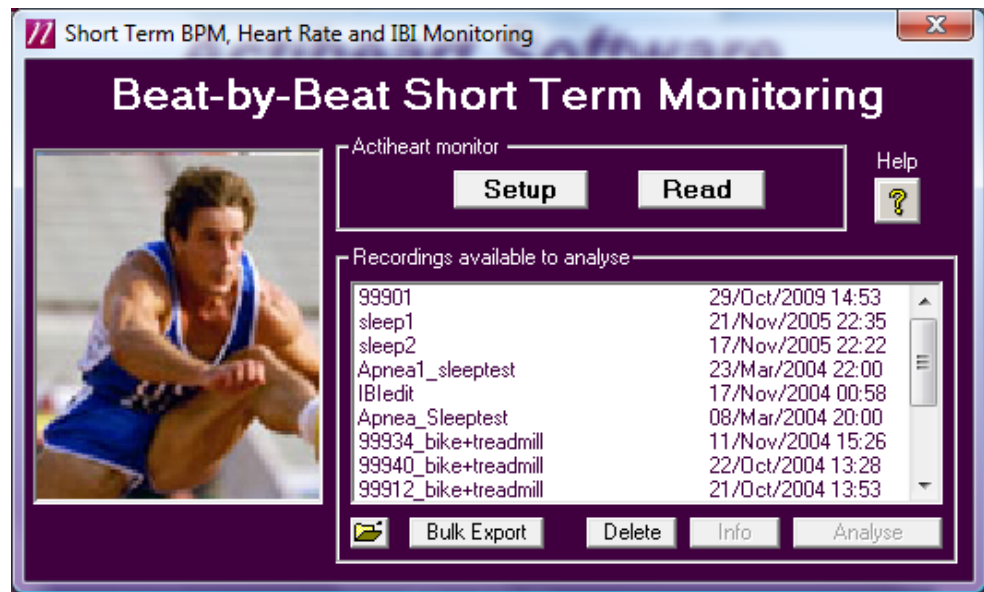 Short Term BPM, Heart Rate and IBI Monitoring
Actiheart Software
Beat-by-Beat Short Term Monitoring
Actiheart monitor
Setup Read
Help
?
Recordings available to analyse
99901 29/Oct/2009 14:53
sleep1 21/Nov/2005 22:35
sleep2 17/Nov/2005 22:22
Apnea1_sleeptest 23/Mar/2004 22:00
IBIedit 17/Nov/2004 00:58
Apnea_Sleeptest 08/Mar/2004 20:00
99934_bike+treadmill 11/Nov/2004 15:26
99940_bike+treadmill 22/Oct/2004 13:28
99912_bike+treadmill 21/Oct/2004 13:53
Bulk Export Delete Info Analyse